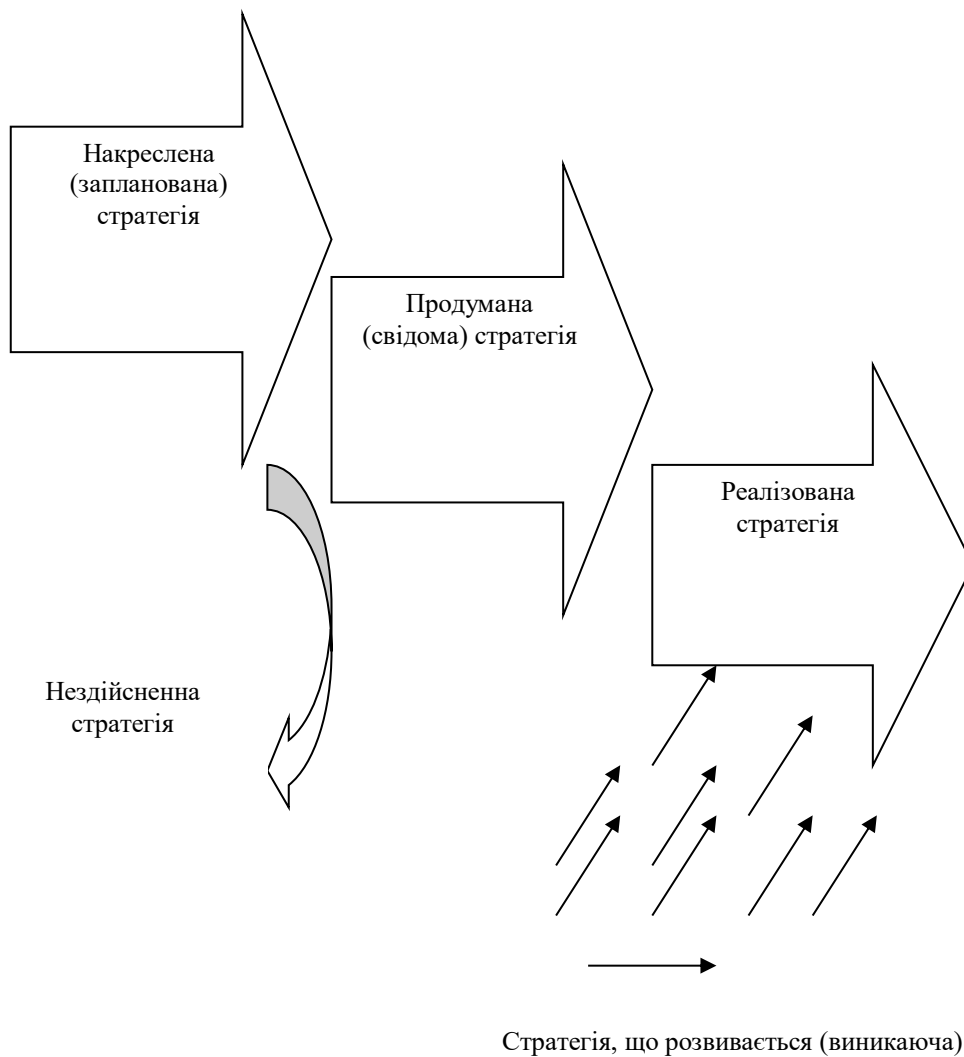 Накреслена
(запланована)
стратегія
Продумана
(свідома) стратегія
Реалізована
стратегія
Нездійсненна
стратегія
Стратегія, що розвивається (виникаюча)